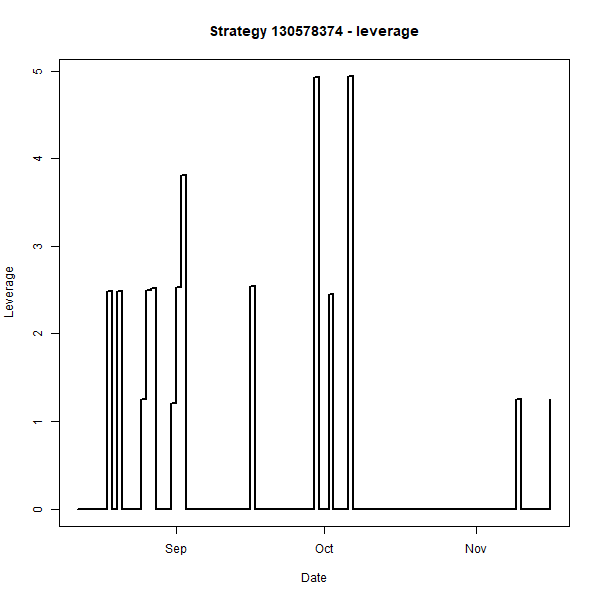 Strategy 130578374 - leverage
5
4
3
2
1
0
Leverage
Sep
Oct
Nov
Date